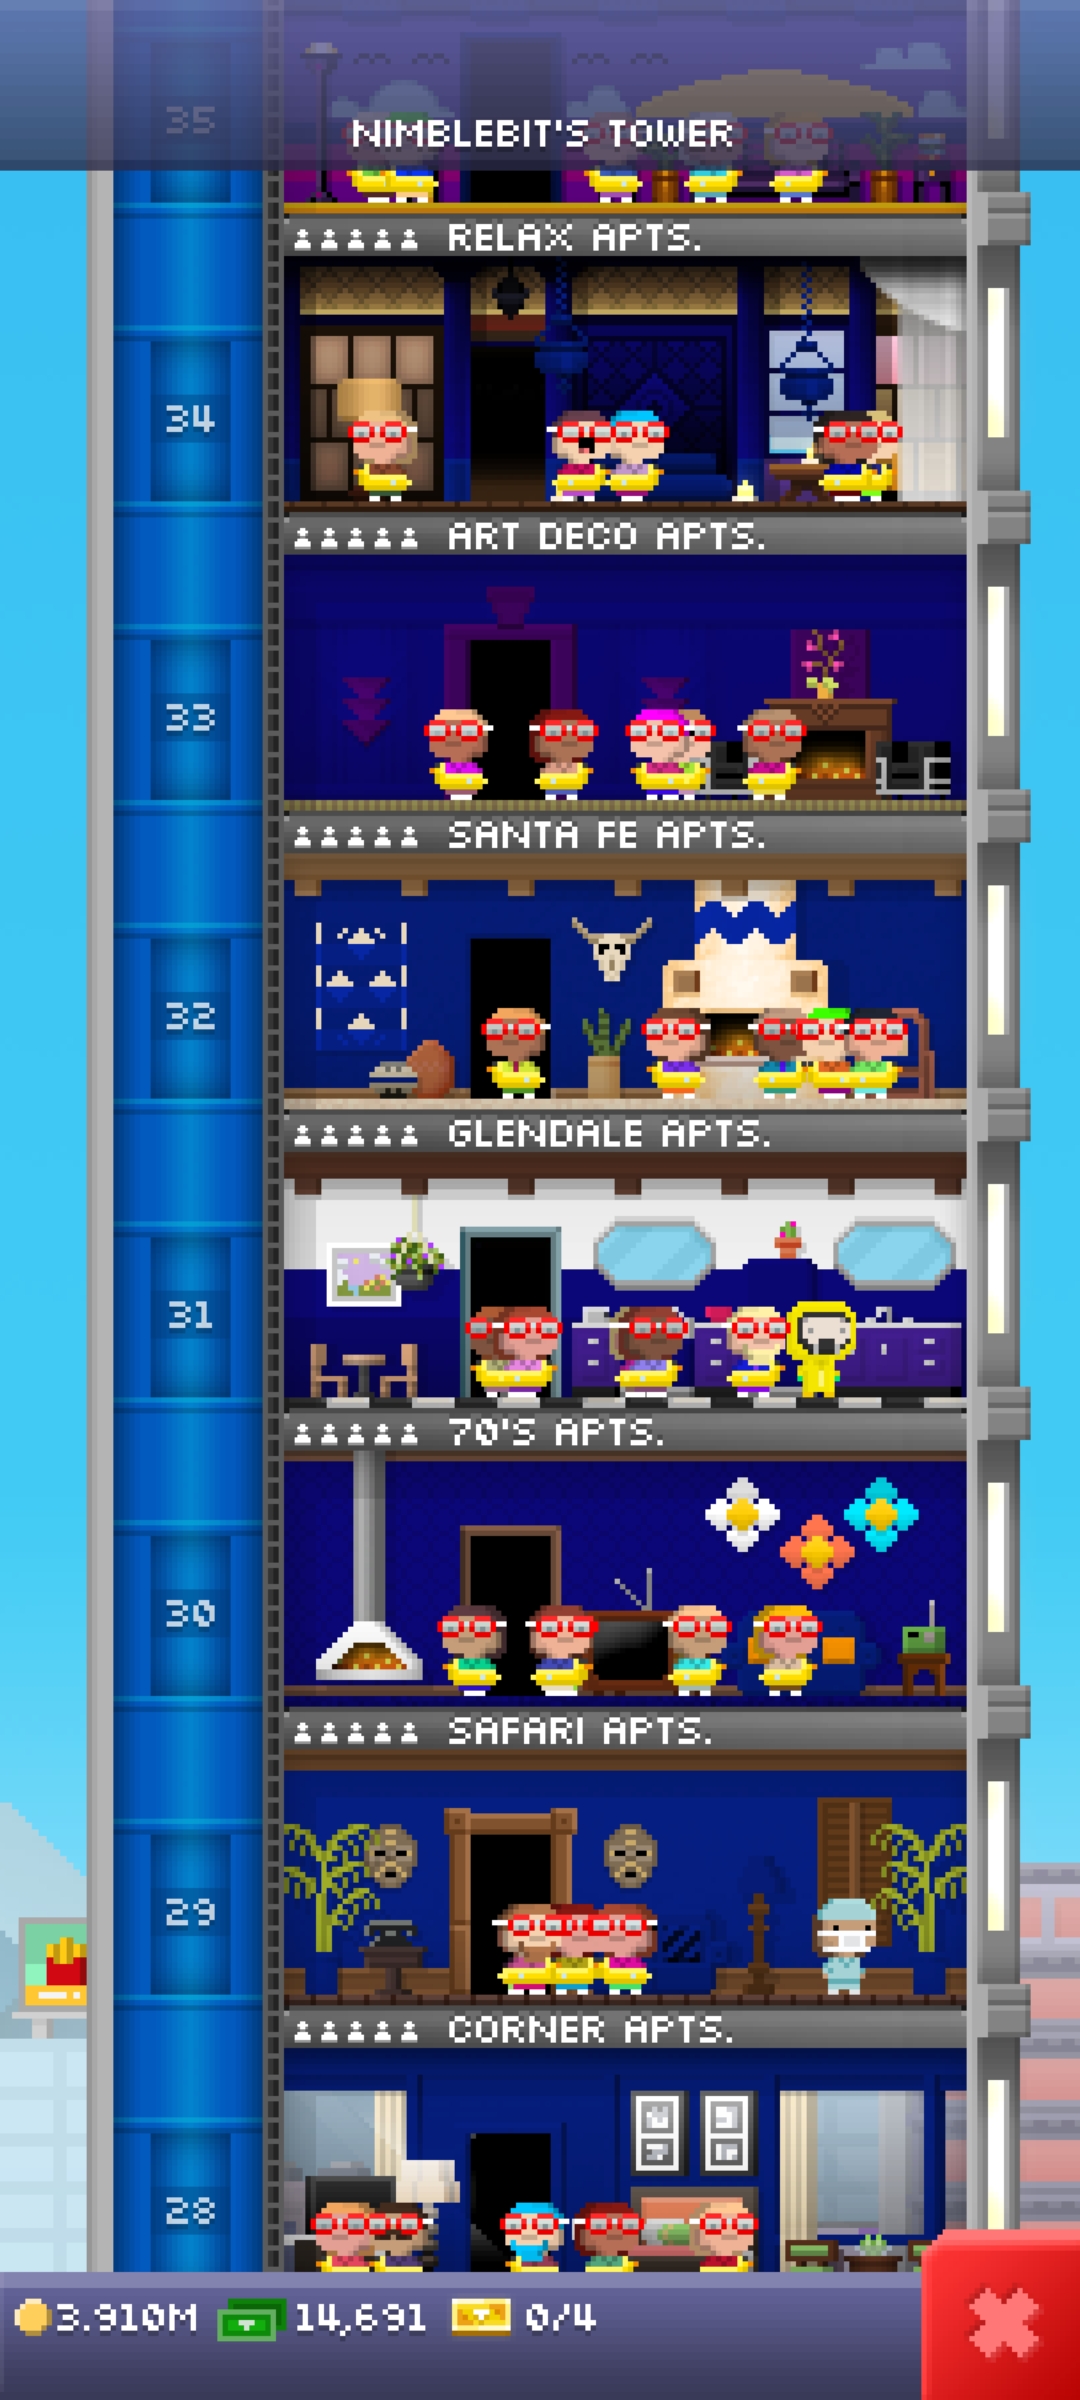 35
NIMBLEBIT'S TOWER
RELAX APTS.
34
ART DECO APTS.
33
SANTA FE APTS.
32
GLENDALE APTS.
31
70'S APTS.
30
SAFARI APTS.
29
CORNER APTS.
28
3.910M 14,691 0/4